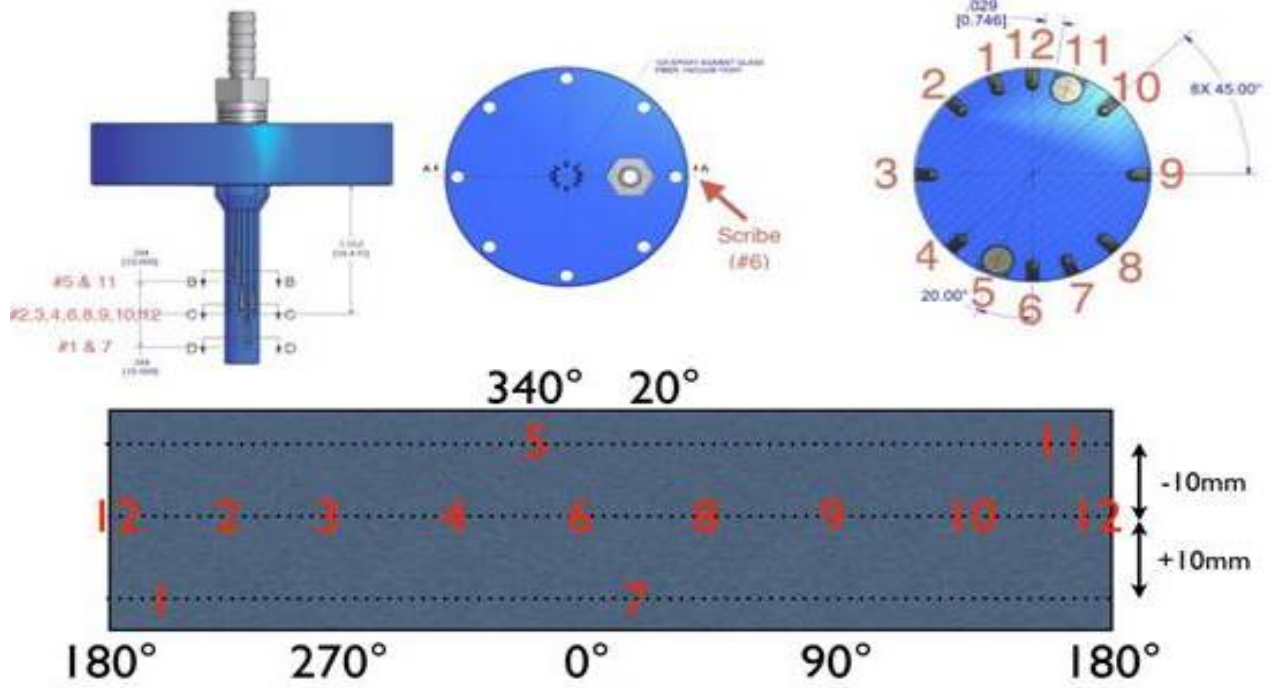 #5 & 11
B B
#2,3,4,6,8,9,10,12
C C
#1 & 7
D D
A A
Scribe
(#6)
.029
[0.746]
1 12 11
2 10
8X 45.00°
3 9
4 8
20.00° 5 6 7
340° 20°
5 11
-10mm
12 2 3 4 6 8 9 10 12
+10mm
1 7
180° 270° 0° 90° 180°